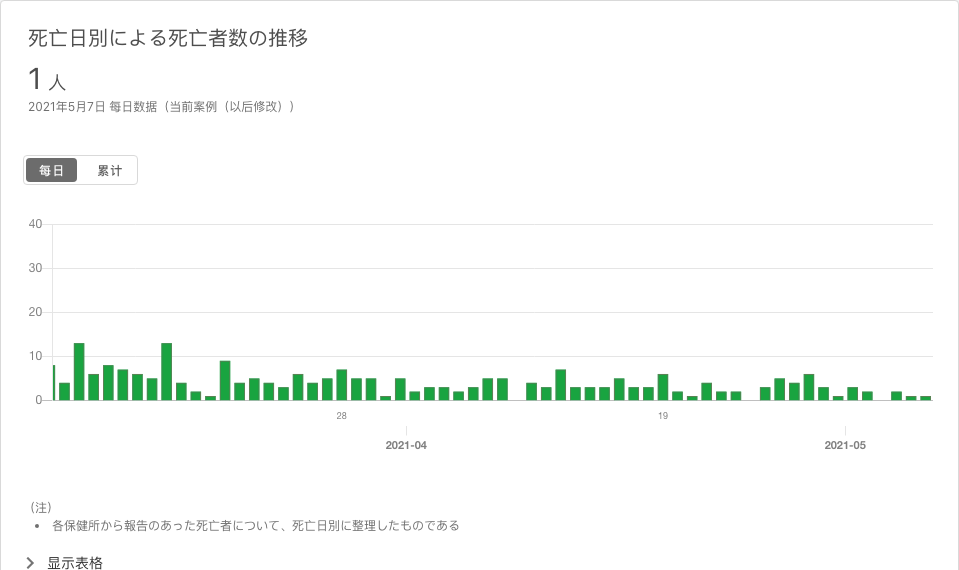 死亡日別による死亡者数の推移
1 人
2021年5月7日 每日数据（当前案例（以后修改））
每日 累计
40
30
20
10
0
28 19
2021-04 2021-05
（注）
• 各保健所から報告のあった死亡者について、死亡日別に整理したものである
显示表格